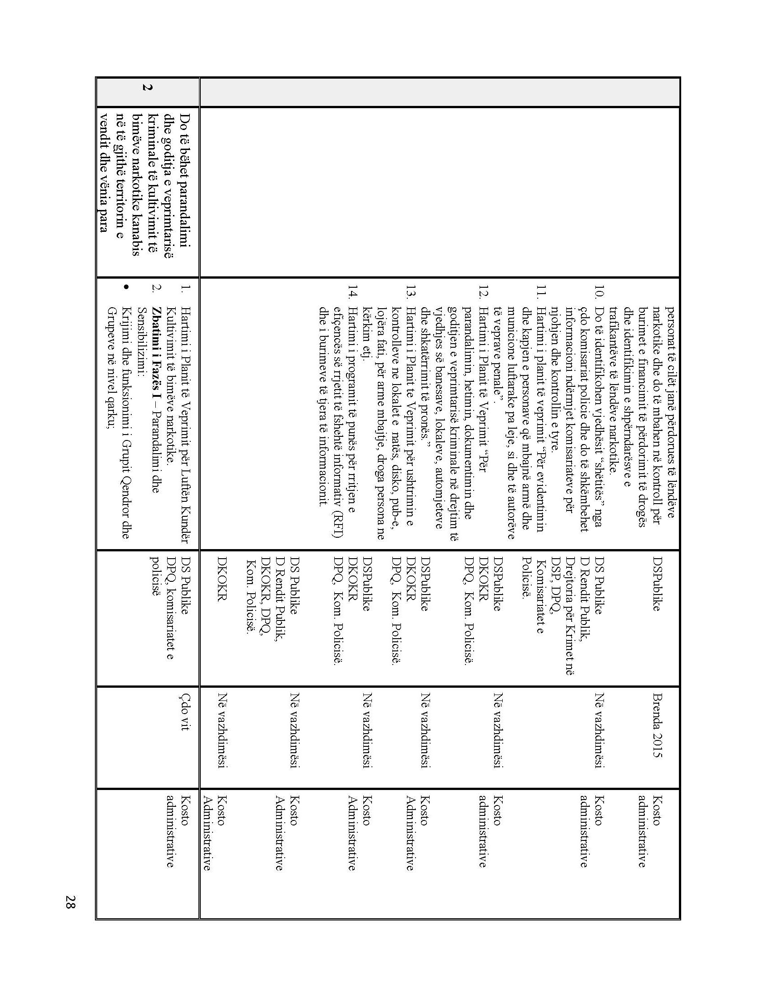 personat të cilët janë përdorues të lëndëve
narkotike dhe do të mbahen në kontroll për
burimet e financimit të përdorimit të drogës
dhe identifikimin e shpërndarësve e
trafikantëve të lëndëve narkotike.
10. Do të identifikohen vjedhësit “shëtitës” nga
çdo komisariat policie dhe do të shkëmbehet
informacioni ndërmjet komisariateve për
njohjen dhe kontrollin e tyre.
11. Hartimi i planit të veprimit “Për evidentimin
dhe kapjen e personave që mbajnë armë dhe
municione luftarake pa leje, si dhe të autorëve
të veprave penale”.
12. Hartimi i Planit të Veprimit “Për
parandalimin, hetimin, dokumentimin dhe
goditjen e veprimtarisë kriminale në drejtim të
vjedhjes së banesave, lokaleve, automjeteve
dhe shkatërrimit të pronës.”
13. Hartimi i Planit te Veprimit për ushtrimin e
kontrolleve ne lokalet e natës, disko, pub-e,
lojëra fati, për arme mbajtje, droga persona ne
kërkim etj.
14. Hartimi i programit të punës për rritjen e
efiçencës së rrjetit të fshehtë informativ (RFI)
dhe i burimeve të tjera të informacionit.
DSPublike
DS Publike
D Rendit Publik,
Drejtoria për Krimet në
DSP, DPQ,
Komisariatet e
Policisë.
DSPublike
DKOKR
DPQ, Kom. Policisë.
DSPublike
DKOKR
DPQ, Kom. Policisë.
DSPublike
DKOKR
DPQ, Kom. Policisë.
DS Publike
D Rendit Publik,
DKOKR, DPQ,
Kom. Policisë.
DKOKR
Brenda 2015
Në vazhdimësi
Në vazhdimësi
Në vazhdimësi
Në vazhdimësi
Në vazhdimësi
Në vazhdimësi
Kosto
administrative
Kosto
administrative
Kosto
administrative
Kosto
Administrative
Kosto
Administrative
Kosto
Administrative
Kosto
Administrative
2
Do të bëhet parandalimi
dhe goditja e veprimtarisë
kriminale të kultivimit të
bimëve narkotike kanabis
në të gjithë territorin e
vendit dhe vënia para
1. Hartimi i Planit të Veprimit për Luftën Kundër
Kultivimit të bimëve narkotike.
2. Zbatimi i Fazës I – Parandalimi dhe
Sensibilizimi:
• Krijimi dhe funksionimi i Grupit Qendror dhe
Grupeve në nivel qarku;
DS Publike
DPQ, komisariatet e
policisë
Çdo vit
Kosto
administrative
28